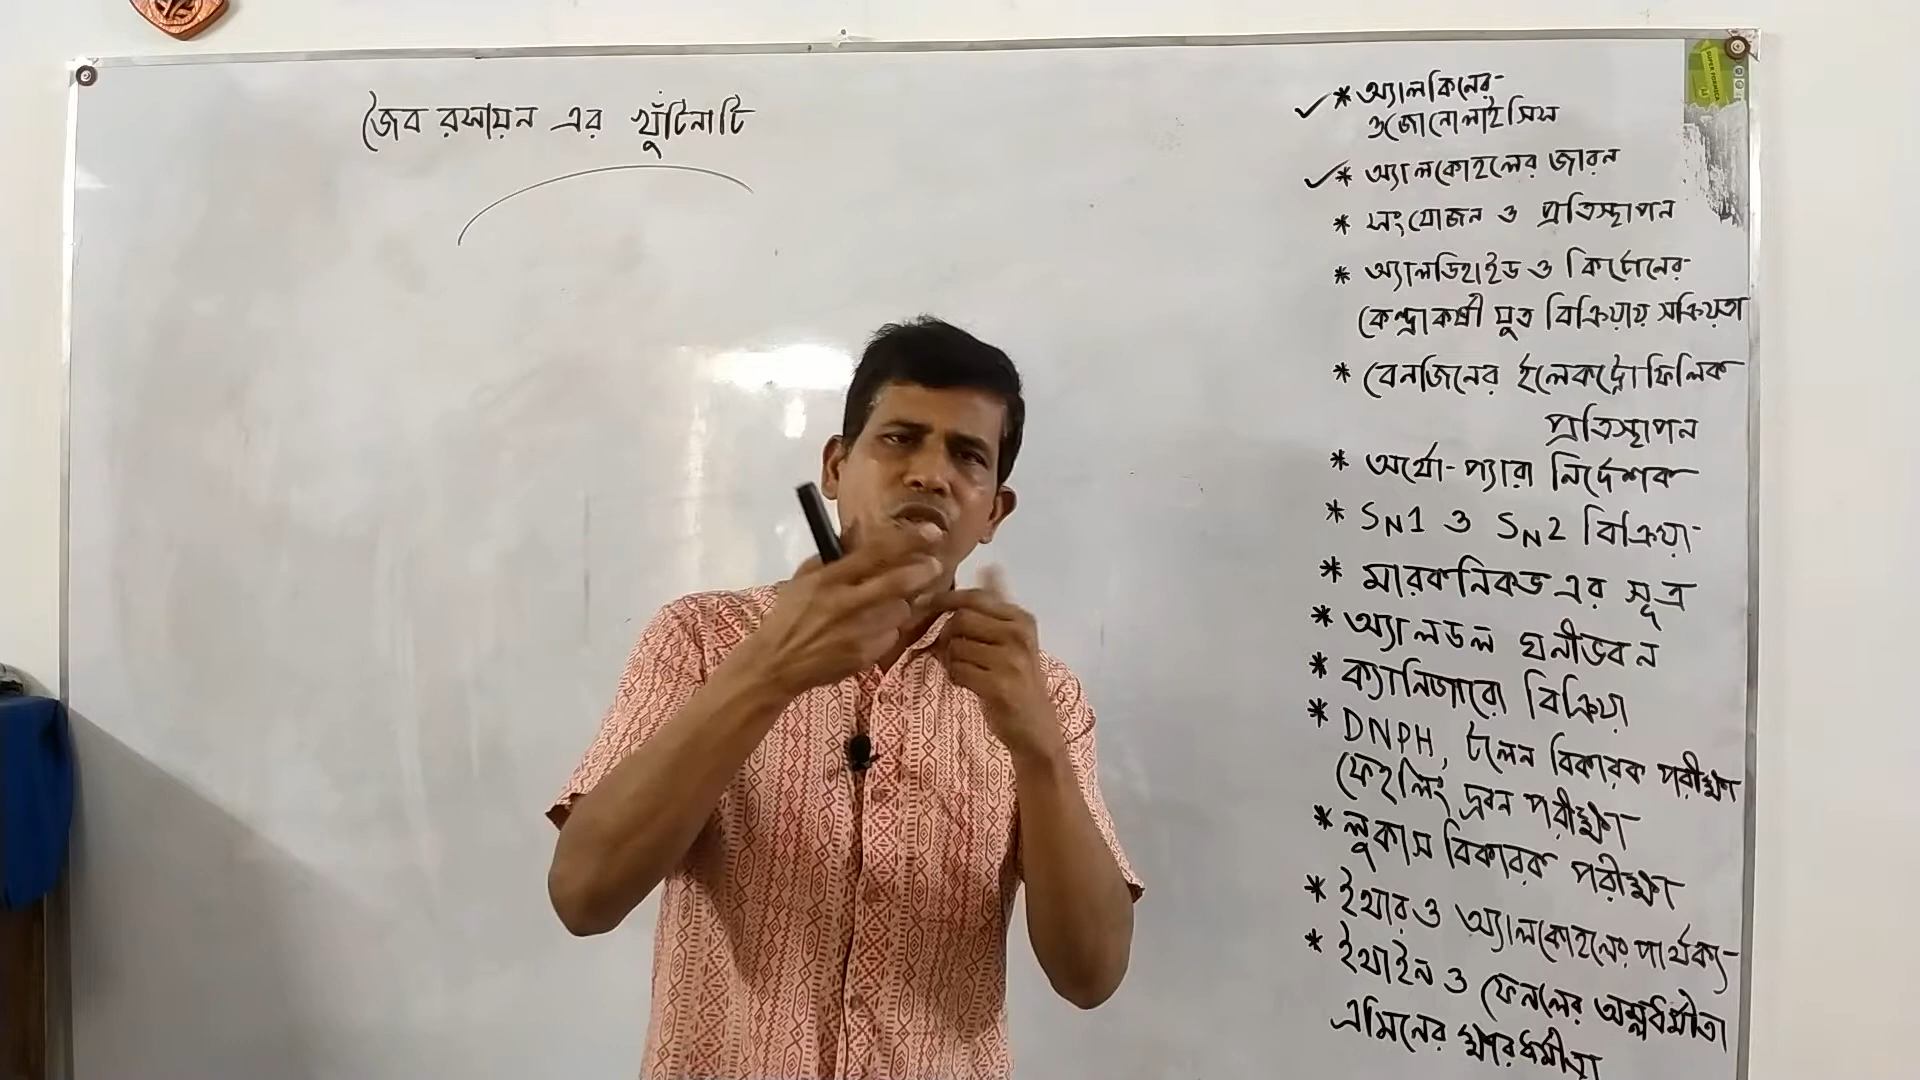 জৈব রসায়ন এর খুঁটিনাটি
* অ্যালকিনের
ওজোনোলাইসিস
* অ্যালকোহলের জারন
* সংযোজন ও প্রতিস্থাপন
* অ্যালডিহাইড ও কিটোনের
কেন্দ্রাকর্ষী যুত বিক্রিয়ায় সক্রিয়তা
* বেনজিনের ইলেকট্রোফিলিক
প্রতিস্থাপন
* অর্থো-প্যারা নির্দেশক
* SN1 ও SN2 বিক্রিয়া
* মারকনিকভ এর সূত্র
* অ্যালডল ঘনীভবন
* ক্যানিজারো বিক্রিয়া
* DNPH, টলেন বিকারক পরীক্ষা
ফেহলিং দ্রবন পরীক্ষা
* লুকাস বিকারক পরীক্ষা
* ইথার ও অ্যালকোহলের পার্থক্য
* ইথাইন ও ফেনলের অম্লধর্মীতা
এমিনের ক্ষারধর্মীতা